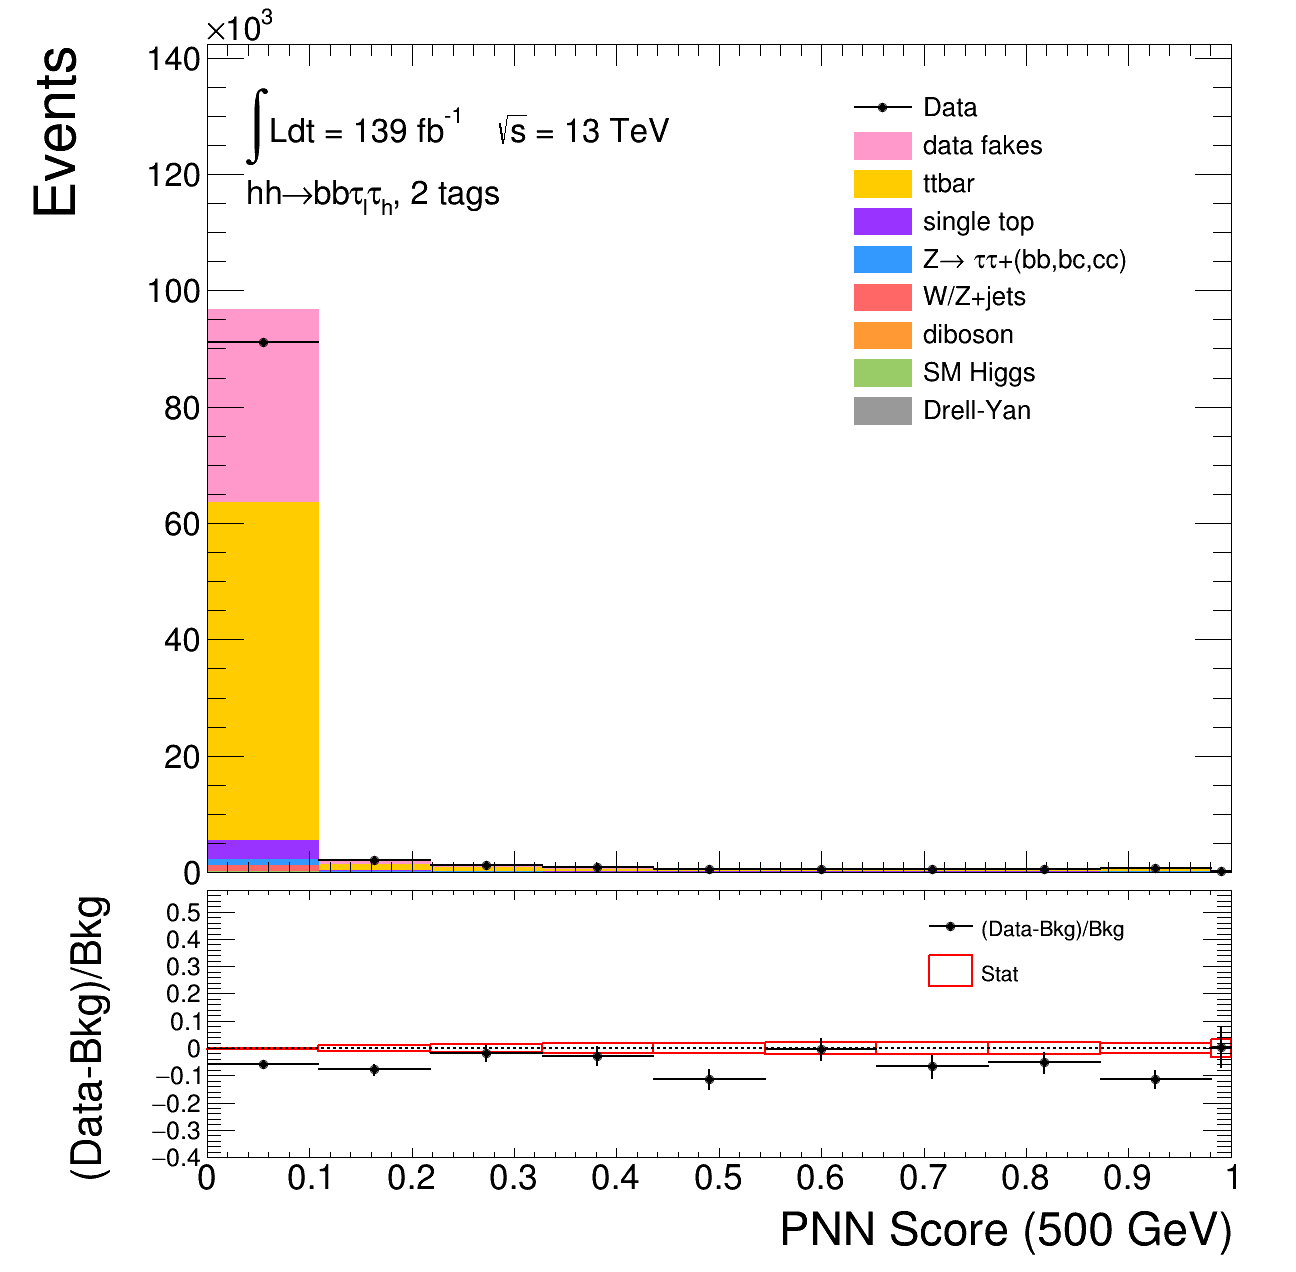 ×10³
Events
140
120
100
80
60
40
20
0
∫Ldt = 139 fb⁻¹ √s = 13 TeV
hh→bbτₗτₕ, 2 tags
Data
data fakes
ttbar
single top
Z→ ττ+(bb,bc,cc)
W/Z+jets
diboson
SM Higgs
Drell-Yan
(Data-Bkg)/Bkg
0.5
0.4
0.3
0.2
0.1
0
−0.1
−0.2
−0.3
−0.4
(Data-Bkg)/Bkg
Stat
0 0.1 0.2 0.3 0.4 0.5 0.6 0.7 0.8 0.9 1
PNN Score (500 GeV)